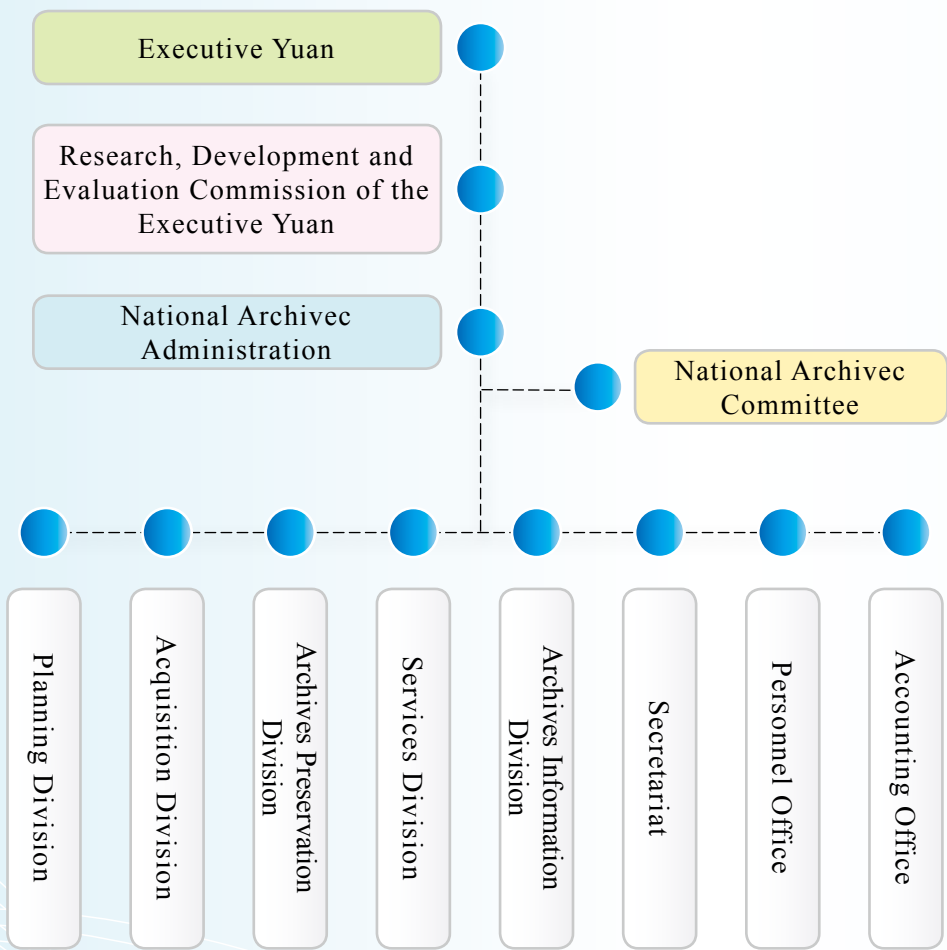 Executive Yuan
Research, Development and
Evaluation Commission of the
Executive Yuan
National Archivec
Administration
National Archivec
Committee
Planning Division
Acquisition Division
Archives Preservation
Division
Services Division
Archives Information
Division
Secretariat
Personnel Office
Accounting Office